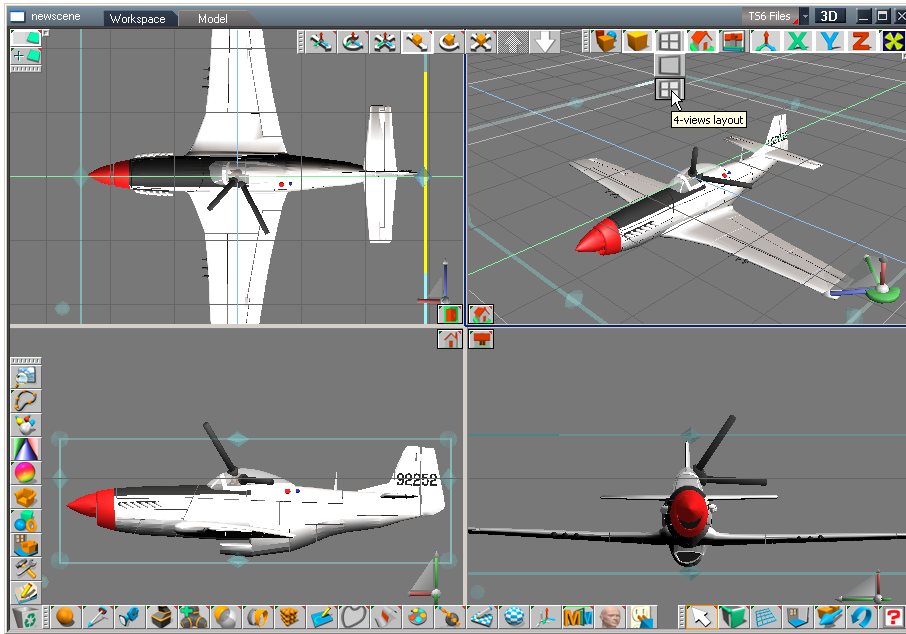 newscene
Workspace
Model
TS6 Files
3D
X
Y
Z
4-views layout
92252
M
?